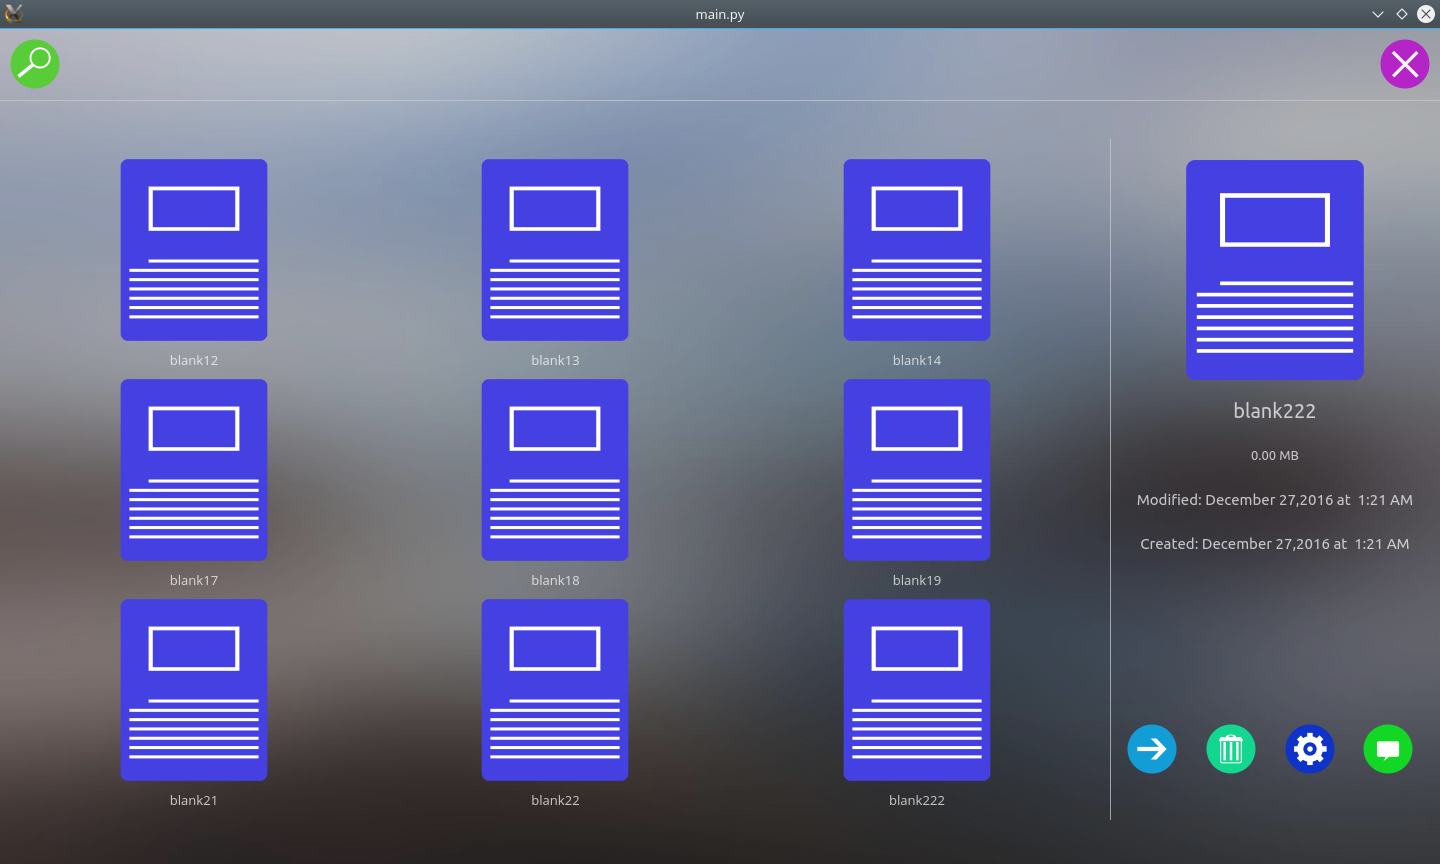 main.py
blank12
blank13
blank14
blank17
blank18
blank19
blank21
blank22
blank222
blank222
0.00 MB
Modified: December 27,2016 at  1:21 AM
Created: December 27,2016 at  1:21 AM